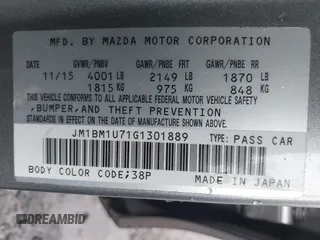 MFD. BY MAZDA MOTOR CORPORATION
GVWR/PNBV GAWR/PNBE FRT GAWR/PNBE RR
11/15 4001 LB 2149 LB 1870 LB
1815 KG 975 KG 848 KG
THIS VEHICLE CONFORMS TO ALL APPLICABLE FEDERAL MOTOR VEHICLE SAFETY
,BUMPER,AND THEFT PREVENTION
STANDARDS IN EFFECT ON THE DATE OF MANUFACTURE SHOWN ABOVE.
JM1BM1U71G1301889 TYPE: PASS CAR
BODY COLOR CODE;38P MADE IN JAPAN
DREAMBID